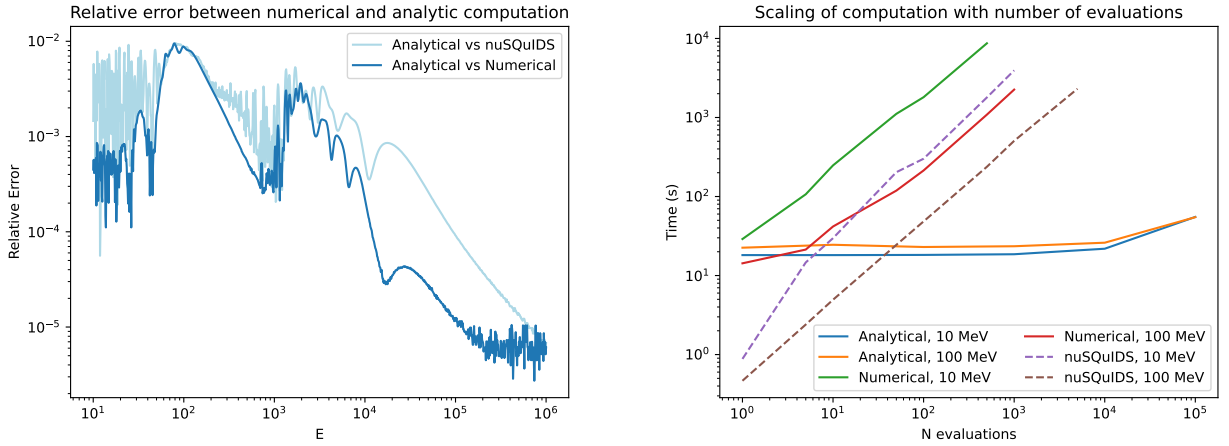 Relative error between numerical and analytic computation
Relative Error
10⁻²
10⁻³
10⁻⁴
10⁻⁵
Analytical vs nuSQuIDS
Analytical vs Numerical
10¹
10²
10³
10⁴
10⁵
10⁶
E
Scaling of computation with number of evaluations
Time (s)
10⁴
10³
10²
10¹
10⁰
Analytical, 10 MeV
Analytical, 100 MeV
Numerical, 10 MeV
Numerical, 100 MeV
nuSQuIDS, 10 MeV
nuSQuIDS, 100 MeV
10⁰
10¹
10²
10³
10⁴
10⁵
N evaluations